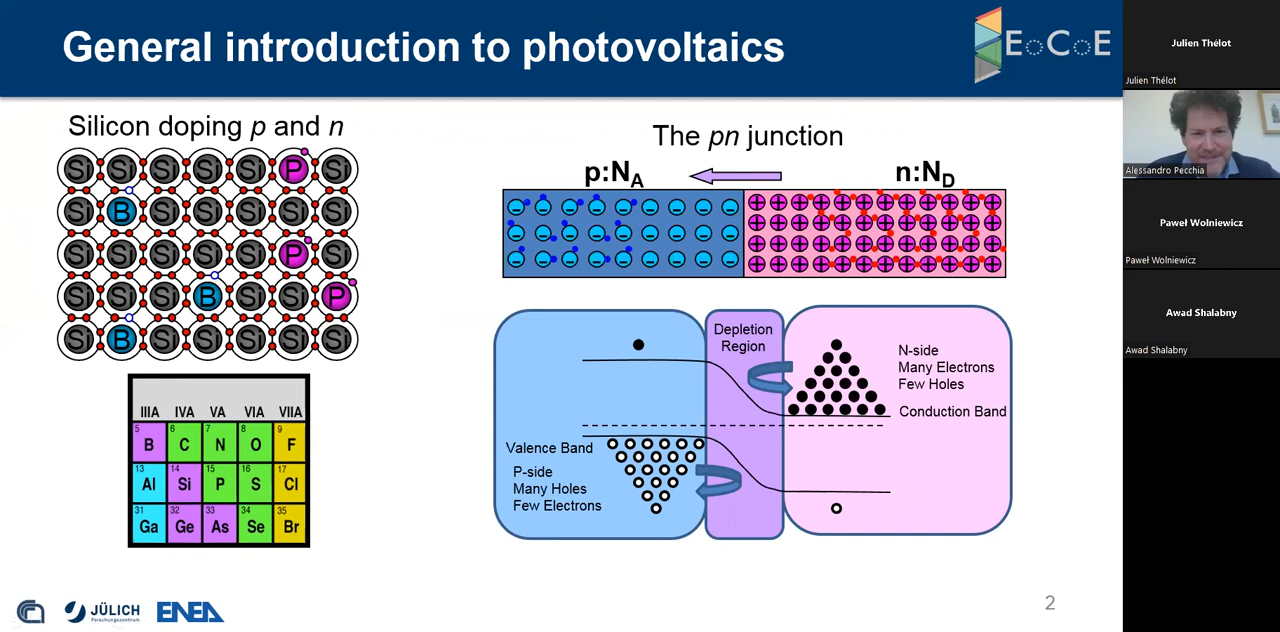 General introduction to photovoltaics
EoCoE
Silicon doping p and n
Si Si Si Si Si P Si
Si B Si Si Si Si Si
Si Si Si Si Si P Si
Si Si Si B Si Si P
Si B Si Si Si Si Si
IIIA IVA VA VIA VIIA
5 6 7 8 9
B C N O F
13 14 15 16 17
Al Si P S Cl
31 32 33 34 35
Ga Ge As Se Br
The pn junction
p:NA
n:ND
Depletion
Region
N-side
Many Electrons
Few Holes
Conduction Band
Valence Band
P-side
Many Holes
Few Electrons
JÜLICH
Forschungszentrum
ENEA
2
Julien Thélot
Julien Thélot
Alessandro Pecchia
Paweł Wolniewicz
Paweł Wolniewicz
Awad Shalabny
Awad Shalabny